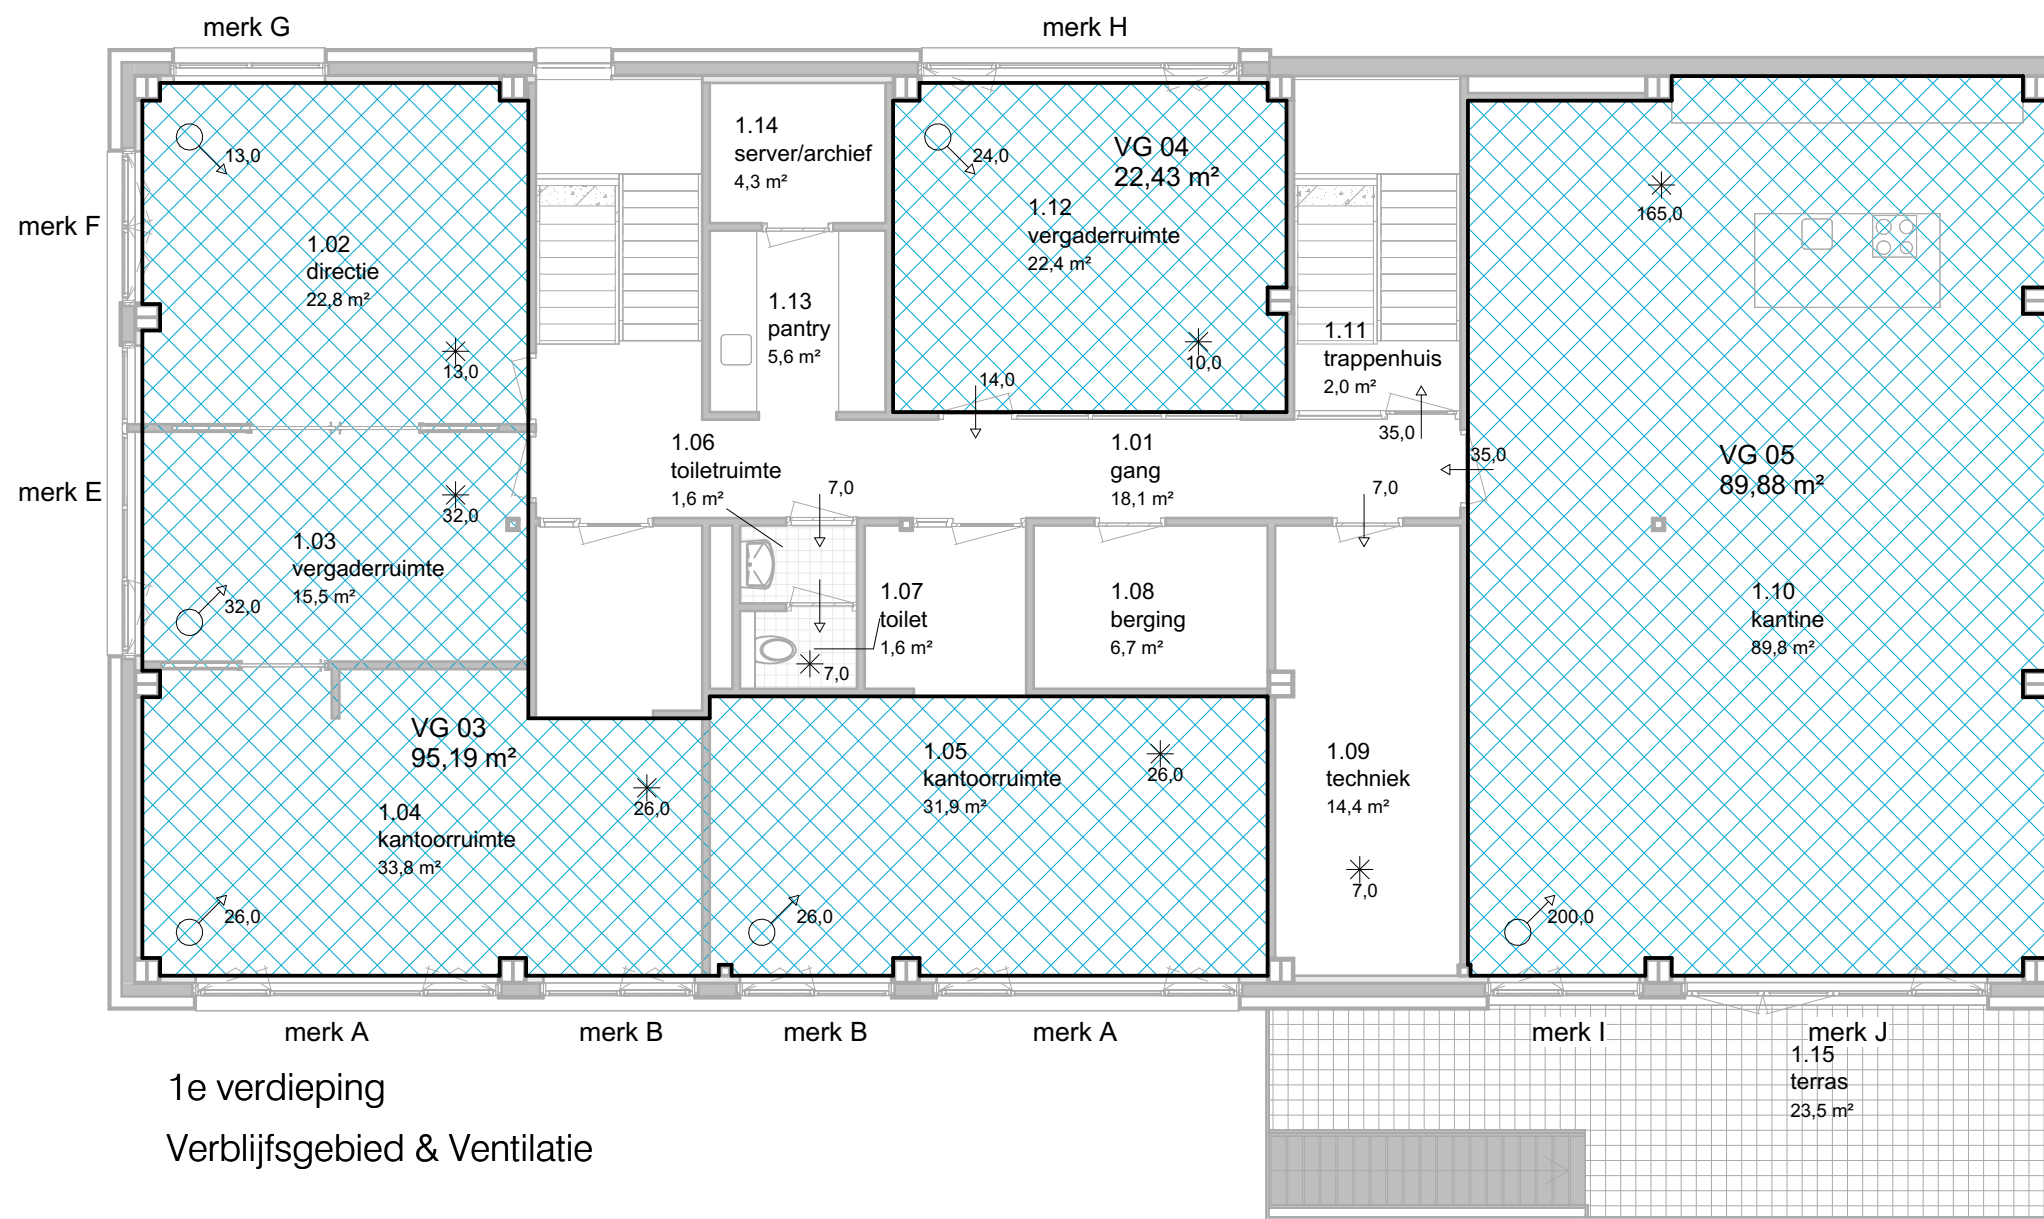 merk G
merk H
merk F
merk E
13,0
1.02
directie
22,8 m²
13,0
32,0
1.03
vergaderruimte
15,5 m²
32,0
VG 03
95,19 m²
1.04
kantoorruimte
33,8 m²
26,0
26,0
1.14
server/archief
4,3 m²
1.13
pantry
5,6 m²
24,0
VG 04
22,43 m²
1.12
vergaderruimte
22,4 m²
10,0
14,0
1.11
trappenhuis
2,0 m²
35,0
35,0
1.06
toiletruimte
1,6 m²
7,0
1.01
gang
18,1 m²
7,0
1.07
toilet
1,6 m²
7,0
1.08
berging
6,7 m²
1.05
kantoorruimte
31,9 m²
26,0
26,0
1.09
techniek
14,4 m²
7,0
165,0
VG 05
89,88 m²
1.10
kantine
89,8 m²
200,0
merk A
merk B
merk B
merk A
merk I
merk J
1.15
terras
23,5 m²
1e verdieping
Verblijfsgebied & Ventilatie